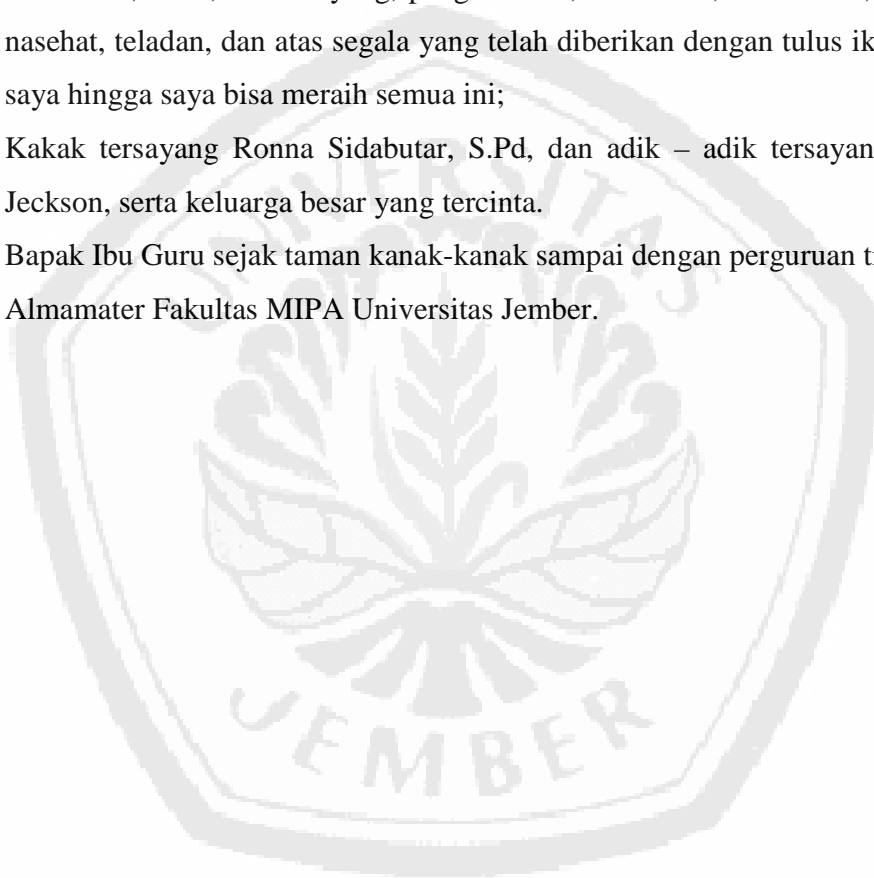 nasehat, teladan, dan atas segala yang telah diberikan dengan tulus
saya hingga saya bisa meraih semua ini;
Kakak tersayang Ronna Sidabutar, S.Pd, dan adik – adik
Jeckson, serta keluarga besar yang tercinta.
Bapak Ibu Guru sejak taman kanak-kanak sampai dengan perguruan
Almamater Fakultas MIPA Universitas Jember.
UNIVERSITAS
JEMBER